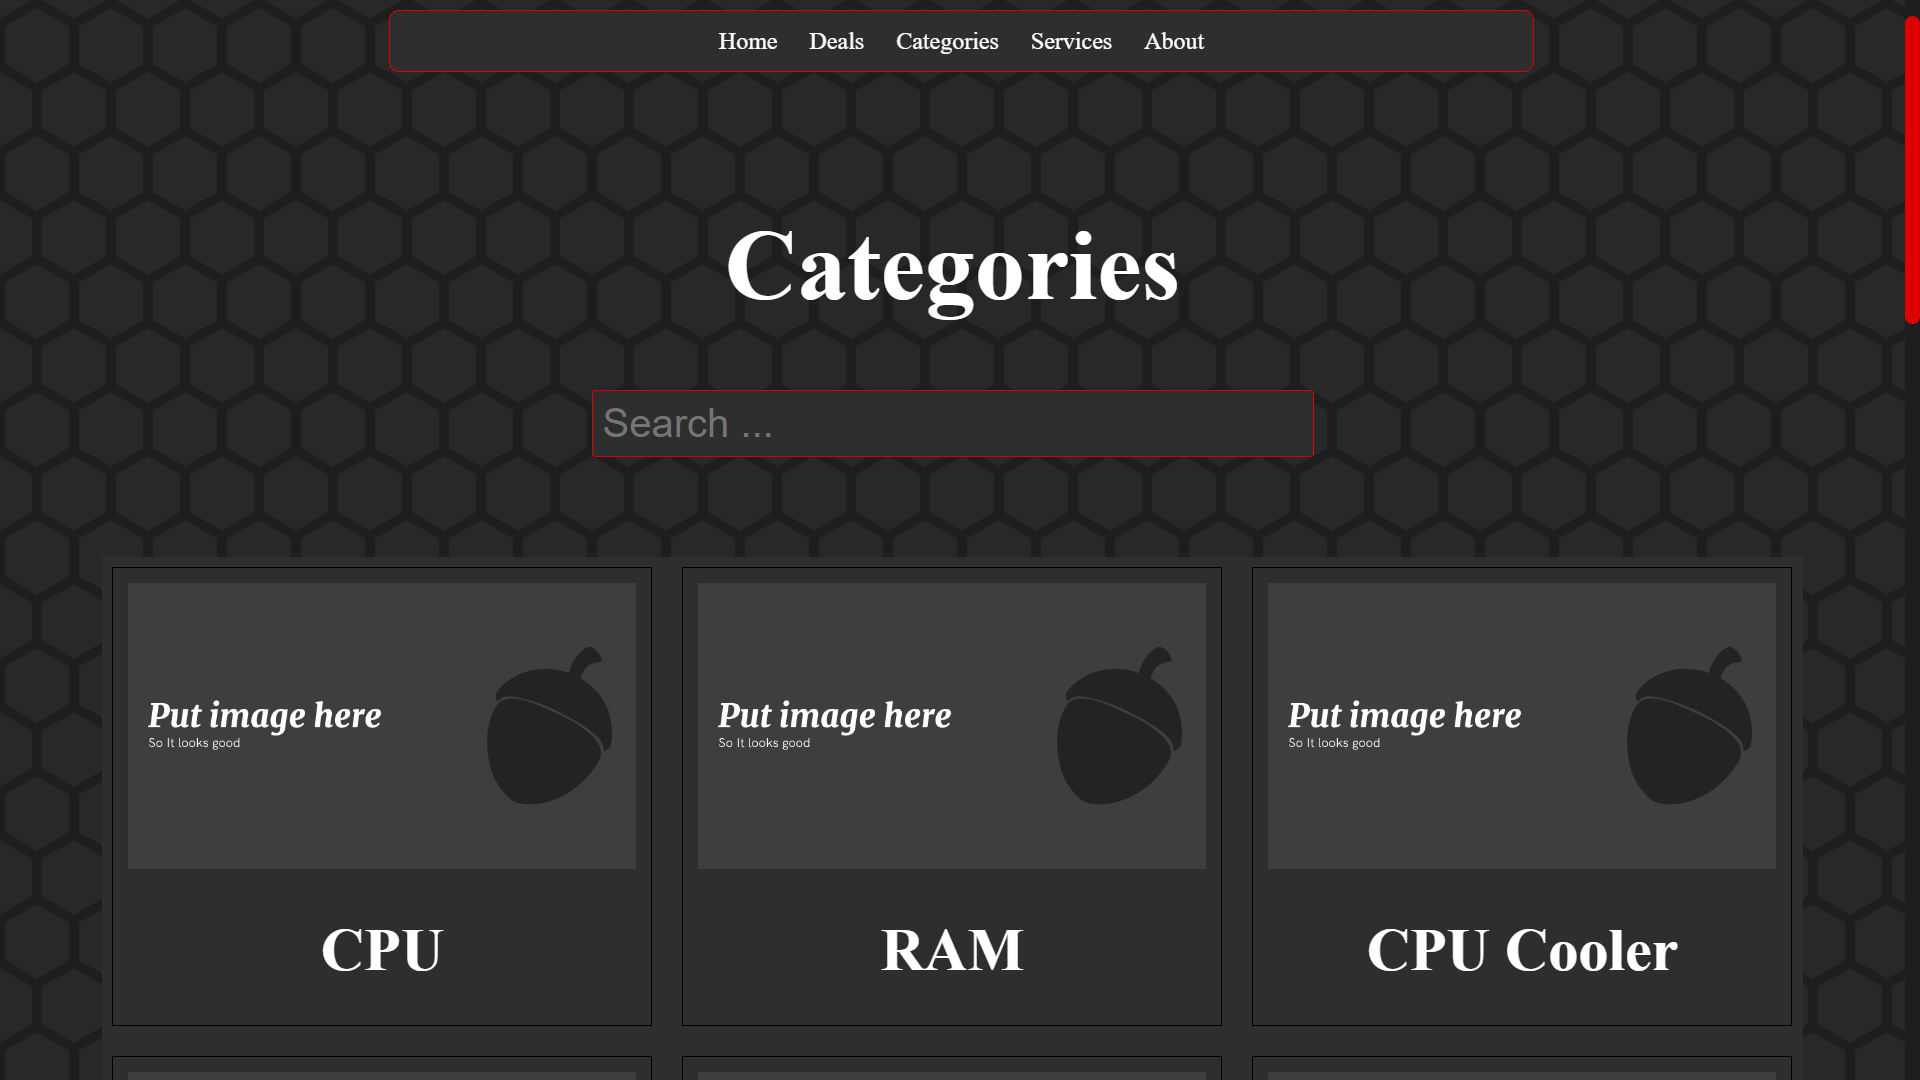 Home Deals Categories Services About
Categories
Search ...
Put image here
So It looks good
Put image here
So It looks good
Put image here
So It looks good
CPU
RAM
CPU Cooler